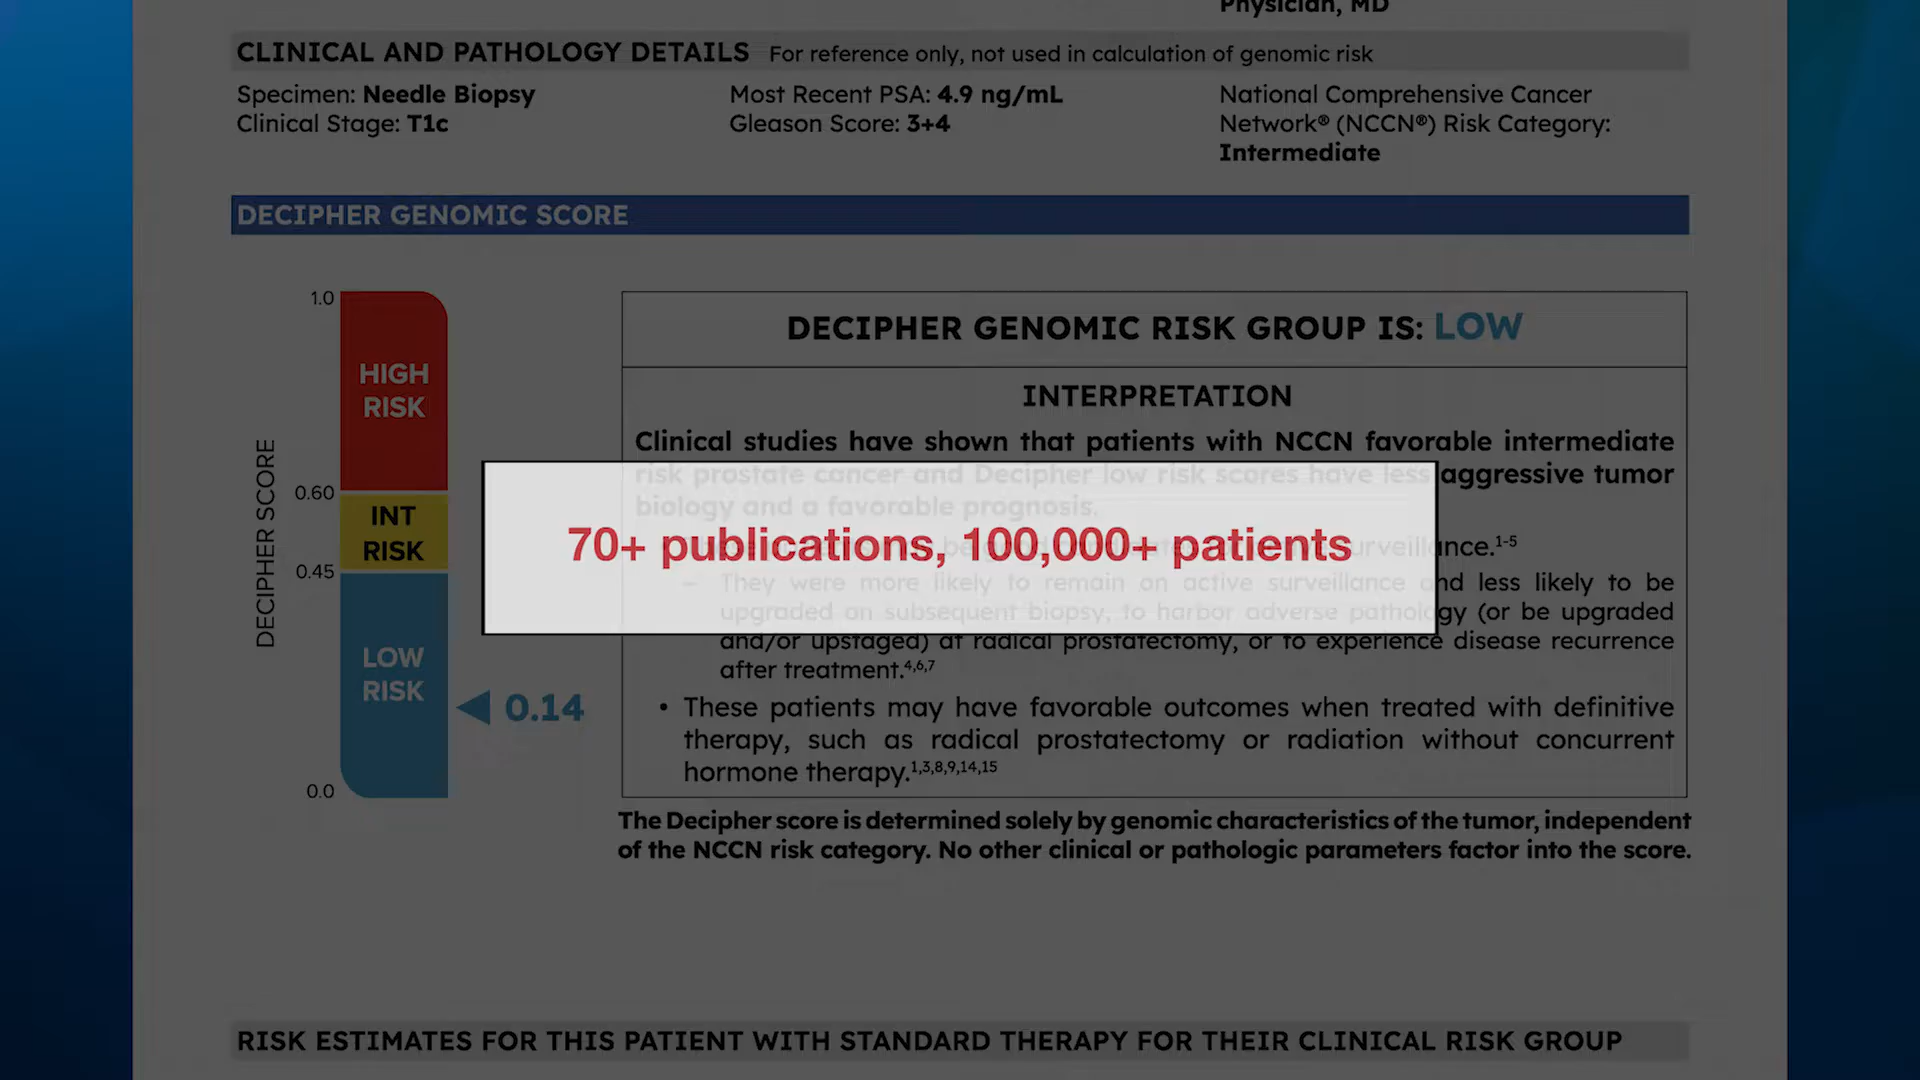 Physician, MD
CLINICAL AND PATHOLOGY DETAILS For reference only, not used in calculation of genomic risk
Specimen: Needle Biopsy
Clinical Stage: T1c
Most Recent PSA: 4.9 ng/mL
Gleason Score: 3+4
National Comprehensive Cancer
Network® (NCCN®) Risk Category:
Intermediate
DECIPHER GENOMIC SCORE
DECIPHER SCORE
1.0
HIGH
RISK
0.60
INT
RISK
0.45
LOW
RISK
0.14
0.0
DECIPHER GENOMIC RISK GROUP IS: LOW
INTERPRETATION
Clinical studies have shown that patients with NCCN favorable intermediate
risk prostate cancer and Decipher low risk scores have less aggressive tumor
biology and a favorable prognosis.
70+ publications, 100,000+ patients
surveillance.1-5
– They were more likely to remain on active surveillance and less likely to be
upgraded on subsequent biopsy, to harbor adverse pathology (or be upgraded
and/or upstaged) at radical prostatectomy, or to experience disease recurrence
after treatment.4,6,7
• These patients may have favorable outcomes when treated with definitive
therapy, such as radical prostatectomy or radiation without concurrent
hormone therapy.1,3,8,9,14,15
The Decipher score is determined solely by genomic characteristics of the tumor, independent
of the NCCN risk category. No other clinical or pathologic parameters factor into the score.
RISK ESTIMATES FOR THIS PATIENT WITH STANDARD THERAPY FOR THEIR CLINICAL RISK GROUP